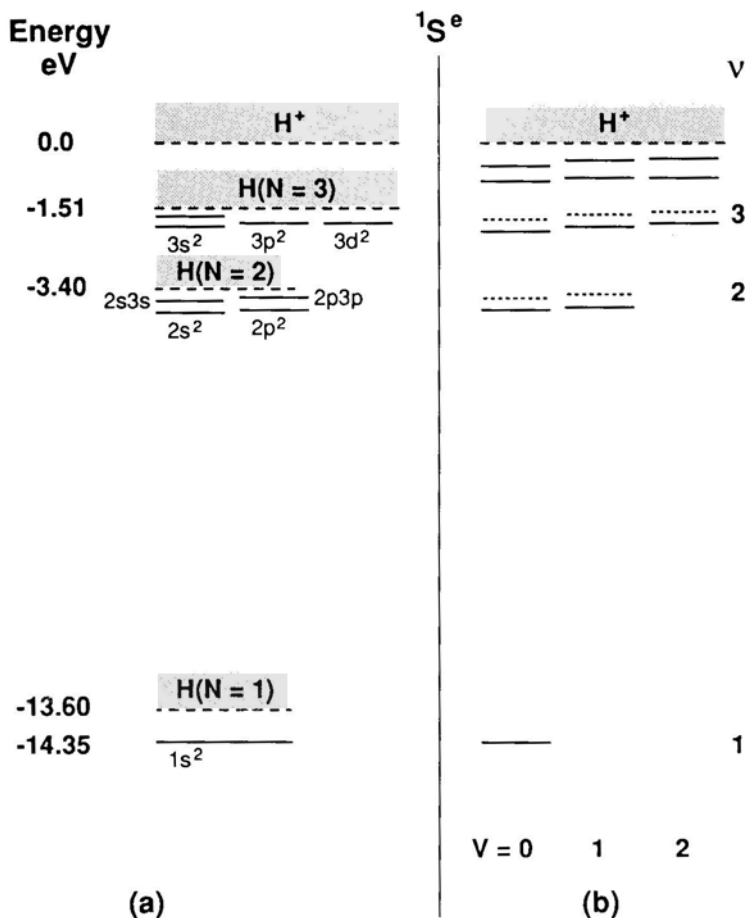 Energy
eV
¹Sᵉ
ν
H⁺
H⁺
0.0
H(N = 3)
-1.51
3
3s² 3p² 3d²
H(N = 2)
-3.40
2s3s 2p3p
2
2s² 2p²
H(N = 1)
-13.60
-14.35
1
1s²
V = 0 1 2
(a) (b)